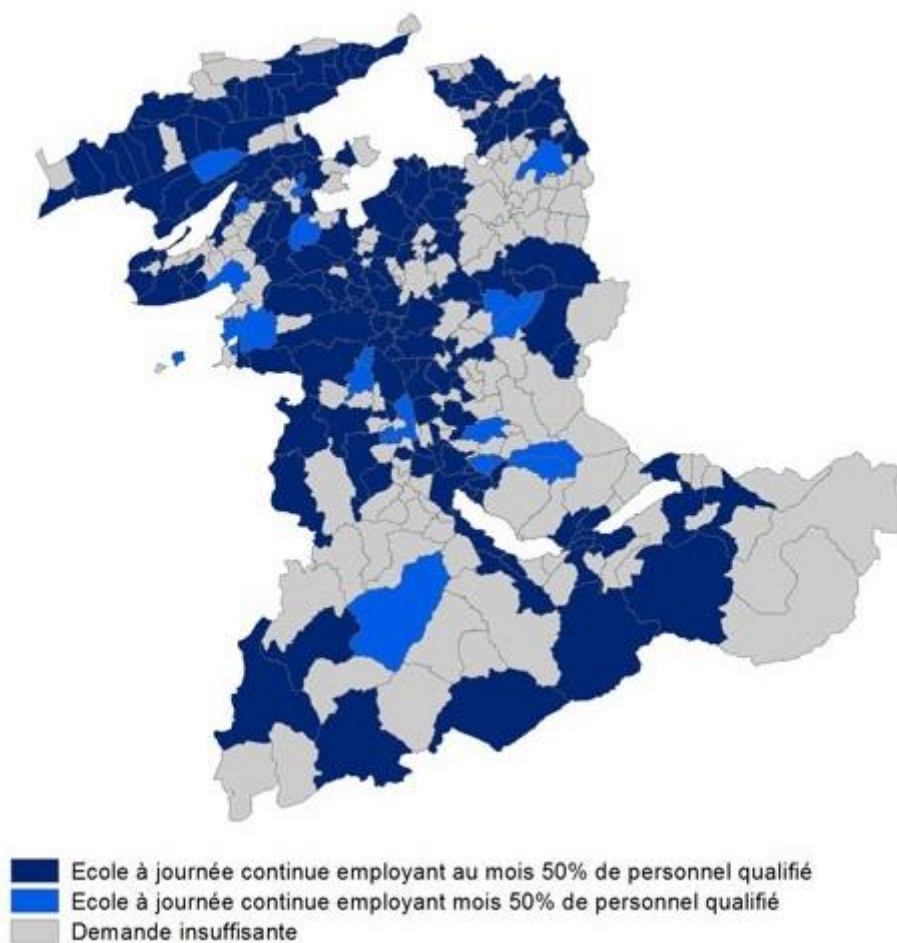 Ecole à journée continue employant au mois 50% de personnel qualifié
Ecole à journée continue employant mois 50% de personnel qualifié
Demande insuffisante